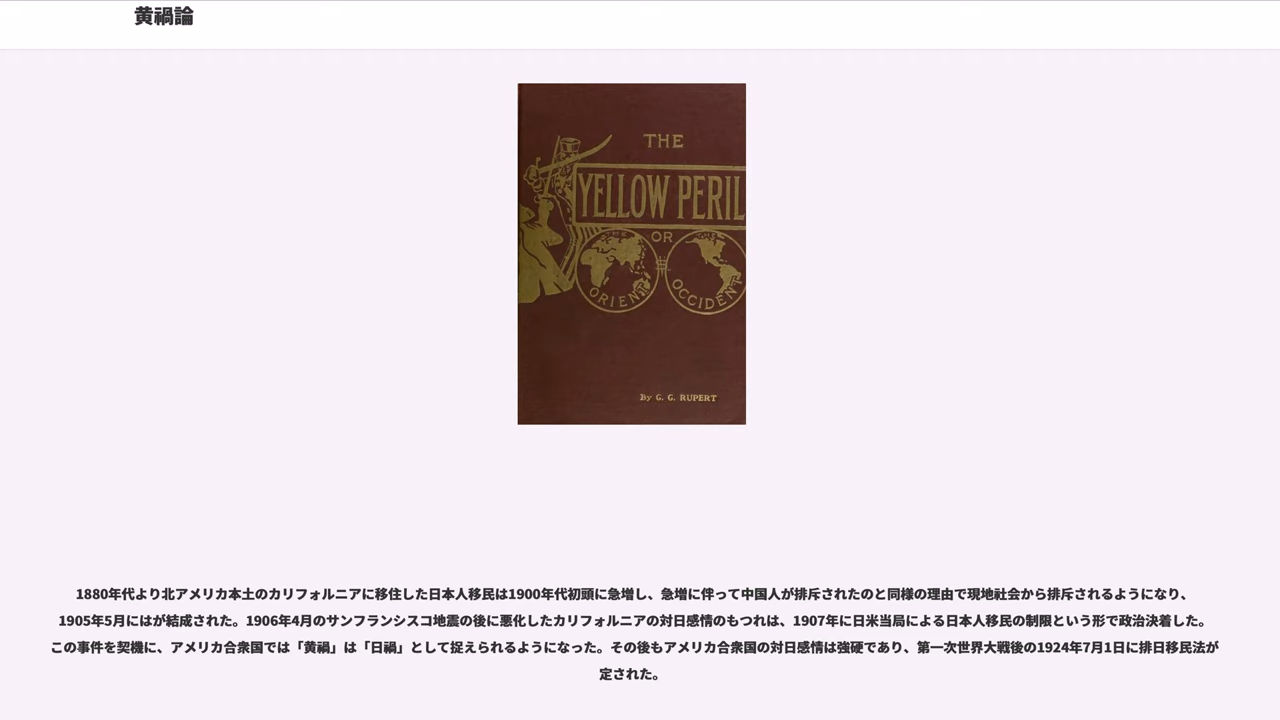 黄禍論
THE
YELLOW PERIL
OR
THE
ORIENT
OCCIDENT
By G. G. RUPERT
1880年代より北アメリカ本土のカリフォルニアに移住した日本人移民は1900年代初頭に急増し、急増に伴って中国人が排斥されたのと同様の理由で現地社会から排斥されるようになり、
1905年5月にはが結成された。1906年4月のサンフランシスコ地震の後に悪化したカリフォルニアの対日感情のもつれは、1907年に日米当局による日本人移民の制限という形で政治決着した。
この事件を契機に、アメリカ合衆国では「黄禍」は「日禍」として捉えられるようになった。その後もアメリカ合衆国の対日感情は強硬であり、第一次世界大戦後の1924年7月1日に排日移民法が
定された。